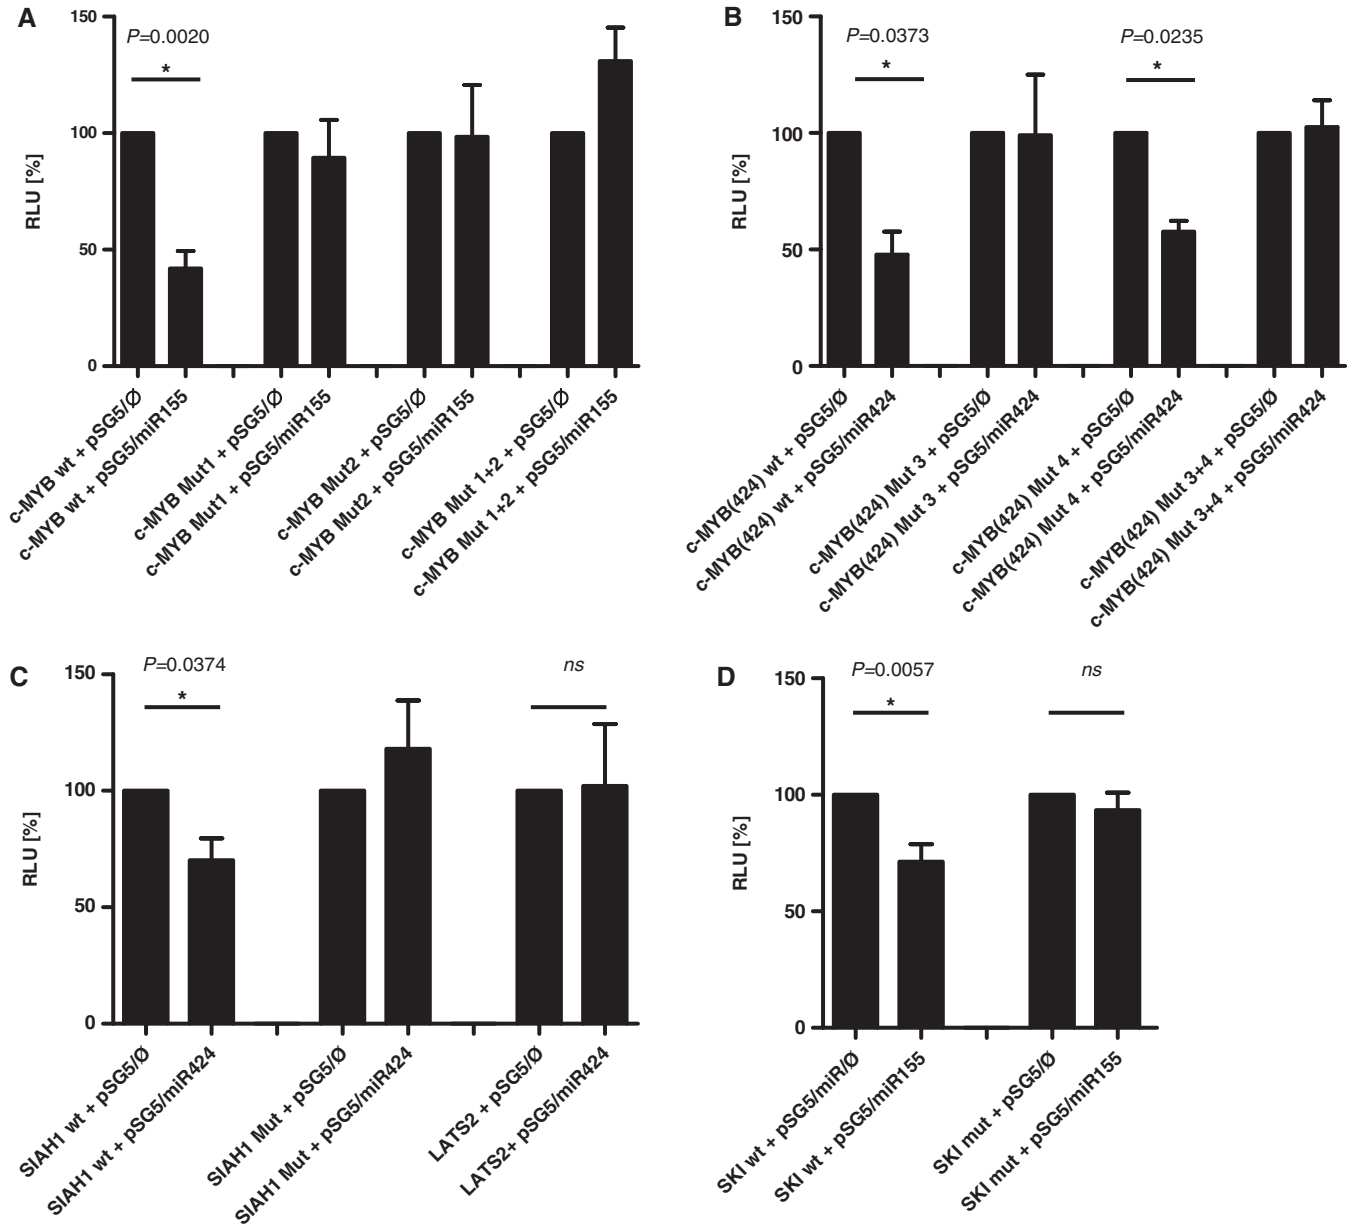 A
P=0.0020
*
150
100
50
0
RLU [%]
c-MYB wt + pSG5/Ø
c-MYB wt + pSG5/miR155
c-MYB Mut1 + pSG5/Ø
c-MYB Mut1 + pSG5/miR155
c-MYB Mut2 + pSG5/Ø
c-MYB Mut2 + pSG5/miR155
c-MYB Mut 1+2 + pSG5/Ø
c-MYB Mut 1+2 + pSG5/miR155
B
P=0.0373
*
P=0.0235
*
150
100
50
0
RLU [%]
c-MYB(424) wt + pSG5/Ø
c-MYB(424) wt + pSG5/miR424
c-MYB(424) Mut 3 + pSG5/Ø
c-MYB(424) Mut 3 + pSG5/miR424
c-MYB(424) Mut 4 + pSG5/Ø
c-MYB(424) Mut 4 + pSG5/miR424
c-MYB(424) Mut 3+4 + pSG5/Ø
c-MYB(424) Mut 3+4 + pSG5/miR424
C
P=0.0374
*
ns
150
100
50
0
RLU [%]
SIAH1 wt + pSG5/Ø
SIAH1 wt + pSG5/miR424
SIAH1 Mut + pSG5/Ø
SIAH1 Mut + pSG5/miR424
LATS2 + pSG5/Ø
LATS2+ pSG5/miR424
D
P=0.0057
*
ns
150
100
50
0
RLU [%]
SKI wt + pSG5/miR/Ø
SKI wt + pSG5/miR155
SKI mut + pSG5/Ø
SKI mut + pSG5/miR155